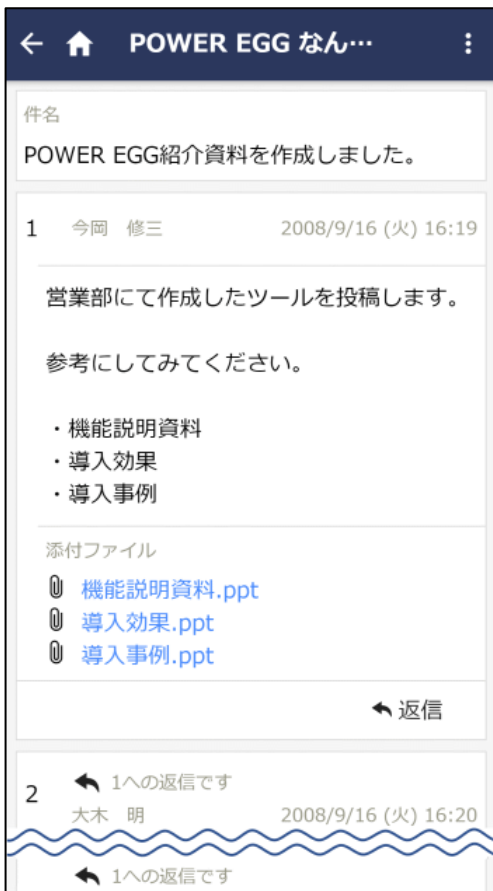 POWER EGG なん…
件名
POWER EGG紹介資料を作成しました。
1 今岡 修三 2008/9/16 (火) 16:19
営業部にて作成したツールを投稿します。
参考にしてみてください。
・機能説明資料
・導入効果
・導入事例
添付ファイル
機能説明資料.ppt
導入効果.ppt
導入事例.ppt
返信
2 1への返信です
大木 明 2008/9/16 (火) 16:20
1への返信です